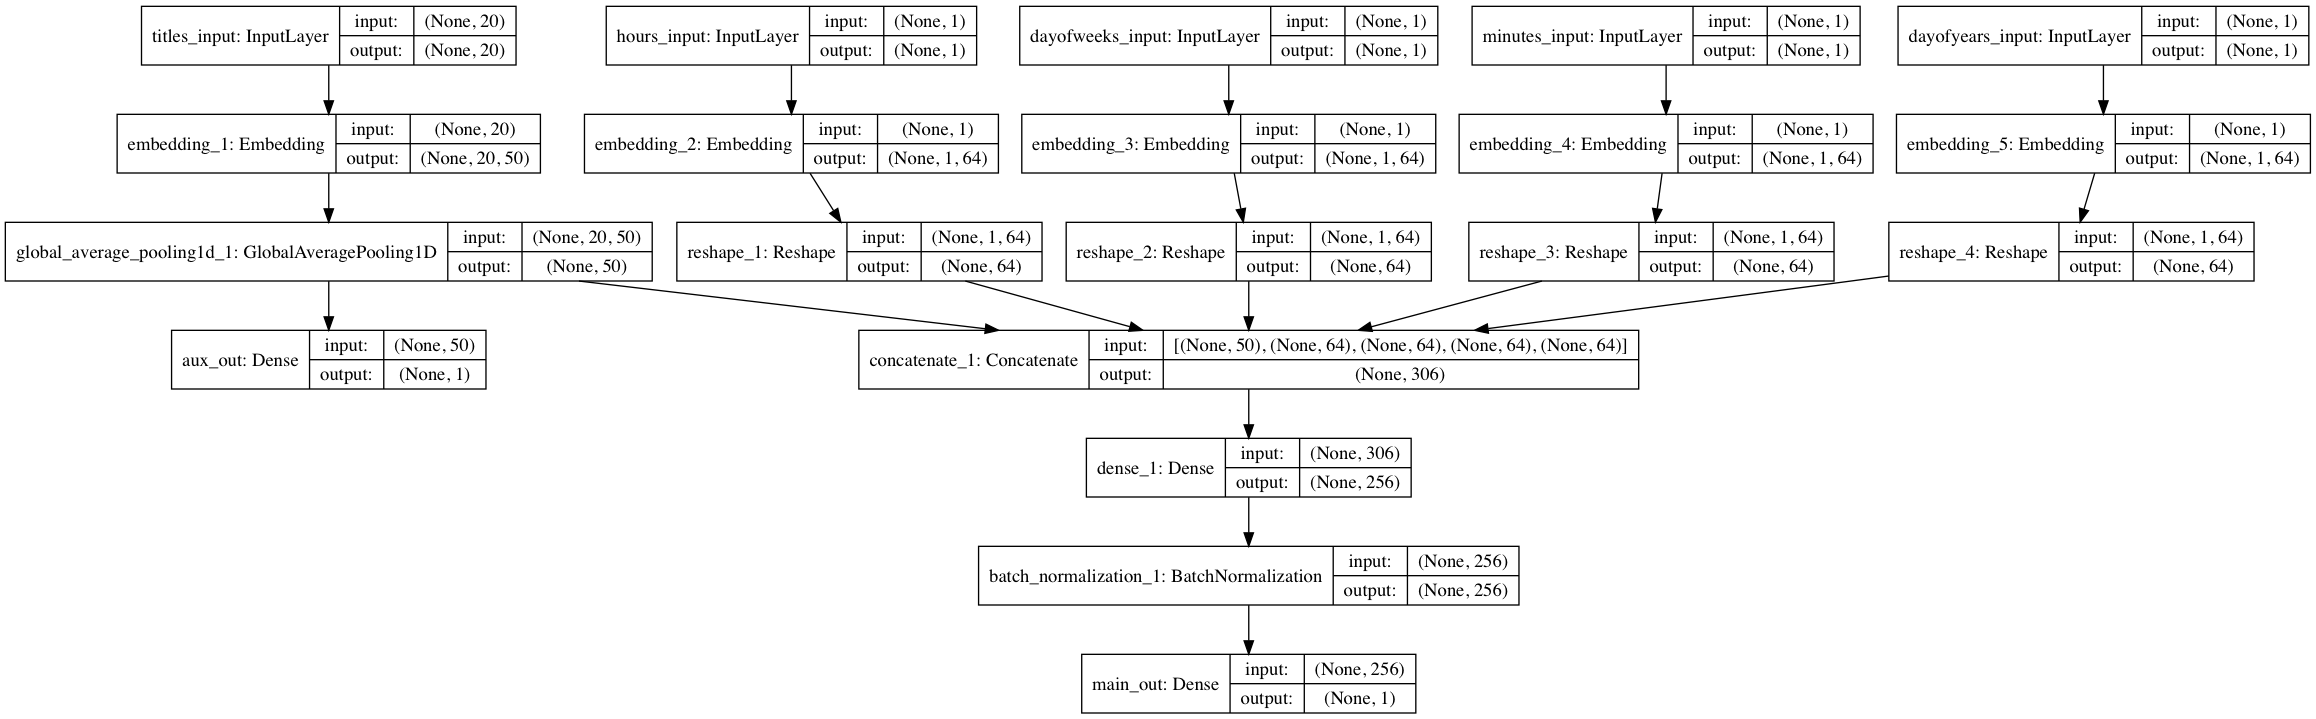 titles_input: InputLayer
input: (None, 20)
output: (None, 20)
hours_input: InputLayer
input: (None, 1)
output: (None, 1)
dayofweeks_input: InputLayer
input: (None, 1)
output: (None, 1)
minutes_input: InputLayer
input: (None, 1)
output: (None, 1)
dayofyears_input: InputLayer
input: (None, 1)
output: (None, 1)
embedding_1: Embedding
input: (None, 20)
output: (None, 20, 50)
embedding_2: Embedding
input: (None, 1)
output: (None, 1, 64)
embedding_3: Embedding
input: (None, 1)
output: (None, 1, 64)
embedding_4: Embedding
input: (None, 1)
output: (None, 1, 64)
embedding_5: Embedding
input: (None, 1)
output: (None, 1, 64)
global_average_pooling1d_1: GlobalAveragePooling1D
input: (None, 20, 50)
output: (None, 50)
reshape_1: Reshape
input: (None, 1, 64)
output: (None, 64)
reshape_2: Reshape
input: (None, 1, 64)
output: (None, 64)
reshape_3: Reshape
input: (None, 1, 64)
output: (None, 64)
reshape_4: Reshape
input: (None, 1, 64)
output: (None, 64)
aux_out: Dense
input: (None, 50)
output: (None, 1)
concatenate_1: Concatenate
input: [(None, 50), (None, 64), (None, 64), (None, 64), (None, 64)]
output: (None, 306)
dense_1: Dense
input: (None, 306)
output: (None, 256)
batch_normalization_1: BatchNormalization
input: (None, 256)
output: (None, 256)
main_out: Dense
input: (None, 256)
output: (None, 1)